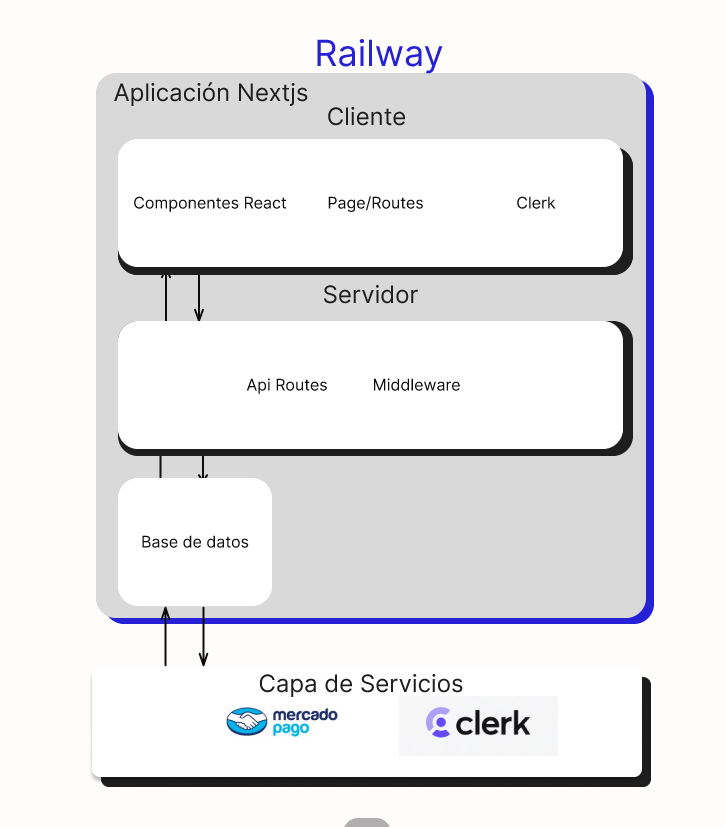 Railway
Aplicación Nextjs
Cliente
Componentes React Page/Routes Clerk
Servidor
Api Routes Middleware
Base de datos
Capa de Servicios
mercado
pago
clerk